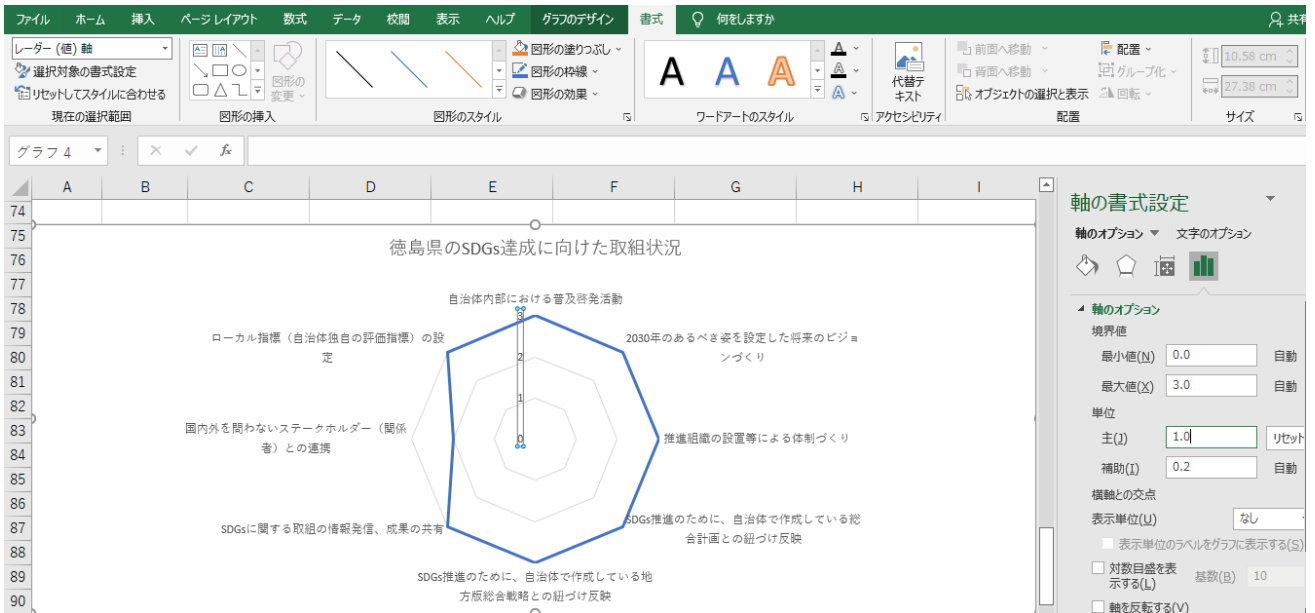 ファイル ホーム 挿入 ページ レイアウト 数式 データ 校閲 表示 ヘルプ グラフのデザイン 書式 何をしますか 共有
レーダー (値) 軸
選択対象の書式設定
リセットしてスタイルに合わせる
現在の選択範囲
図形の
変更
図形の挿入
図形の塗りつぶし
図形の枠線
図形の効果
図形のスタイル
A A A
ワードアートのスタイル
代替テ
キスト
アクセシビリティ
前面へ移動
背面へ移動
オブジェクトの選択と表示
配置
グループ化
回転
配置
10.58 cm
27.38 cm
サイズ
グラフ 4
fx
A B C D E F G H I
74
75
76
77
78
79
80
81
82
83
84
85
86
87
88
89
90
徳島県のSDGs達成に向けた取組状況
自治体内部における普及啓発活動
2030年のあるべき姿を設定した将来のビジョ
ンづくり
推進組織の設置等による体制づくり
SDGs推進のために、自治体で作成している総
合計画との紐づけ反映
SDGs推進のために、自治体で作成している地
方版総合戦略との紐づけ反映
SDGsに関する取組の情報発信、成果の共有
国内外を問わないステークホルダー（関係
者）との連携
ローカル指標（自治体独自の評価指標）の設
定
3
2
1
0
軸の書式設定
軸のオプション 文字のオプション
軸のオプション
境界値
最小値(N) 0.0 自動
最大値(X) 3.0 自動
単位
主(J) 1.0 リセット
補助(I) 0.2 自動
横軸との交点
表示単位(U) なし
表示単位のラベルをグラフに表示する(S)
対数目盛を表
示する(L)
基数(B) 10
軸を反転する(V)